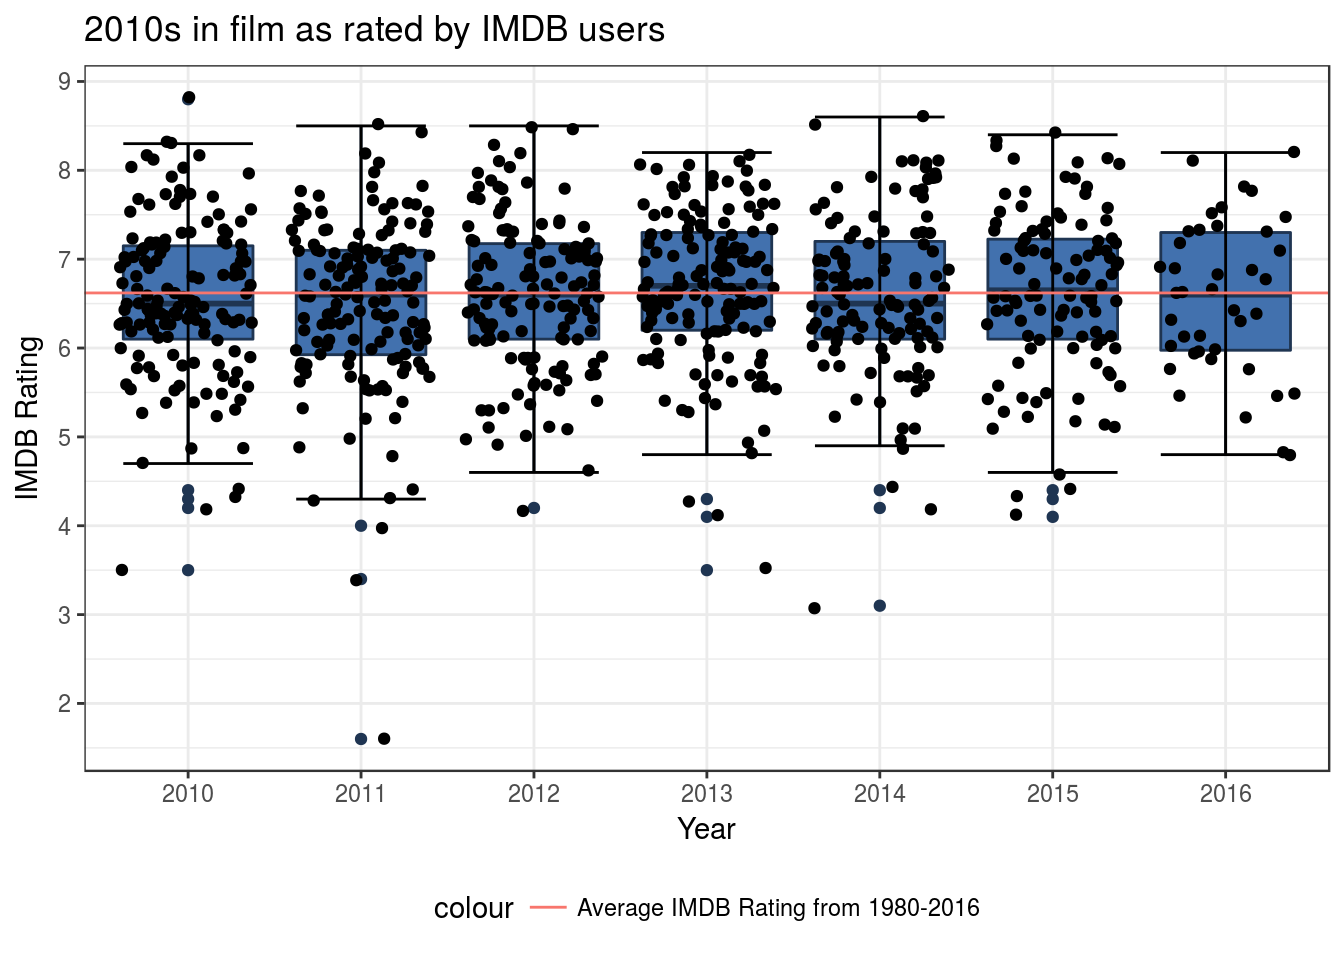 2010s in film as rated by IMDB users
9
8
7
6
5
4
3
2
IMDB Rating
2010 2011 2012 2013 2014 2015 2016
Year
colour Average IMDB Rating from 1980-2016